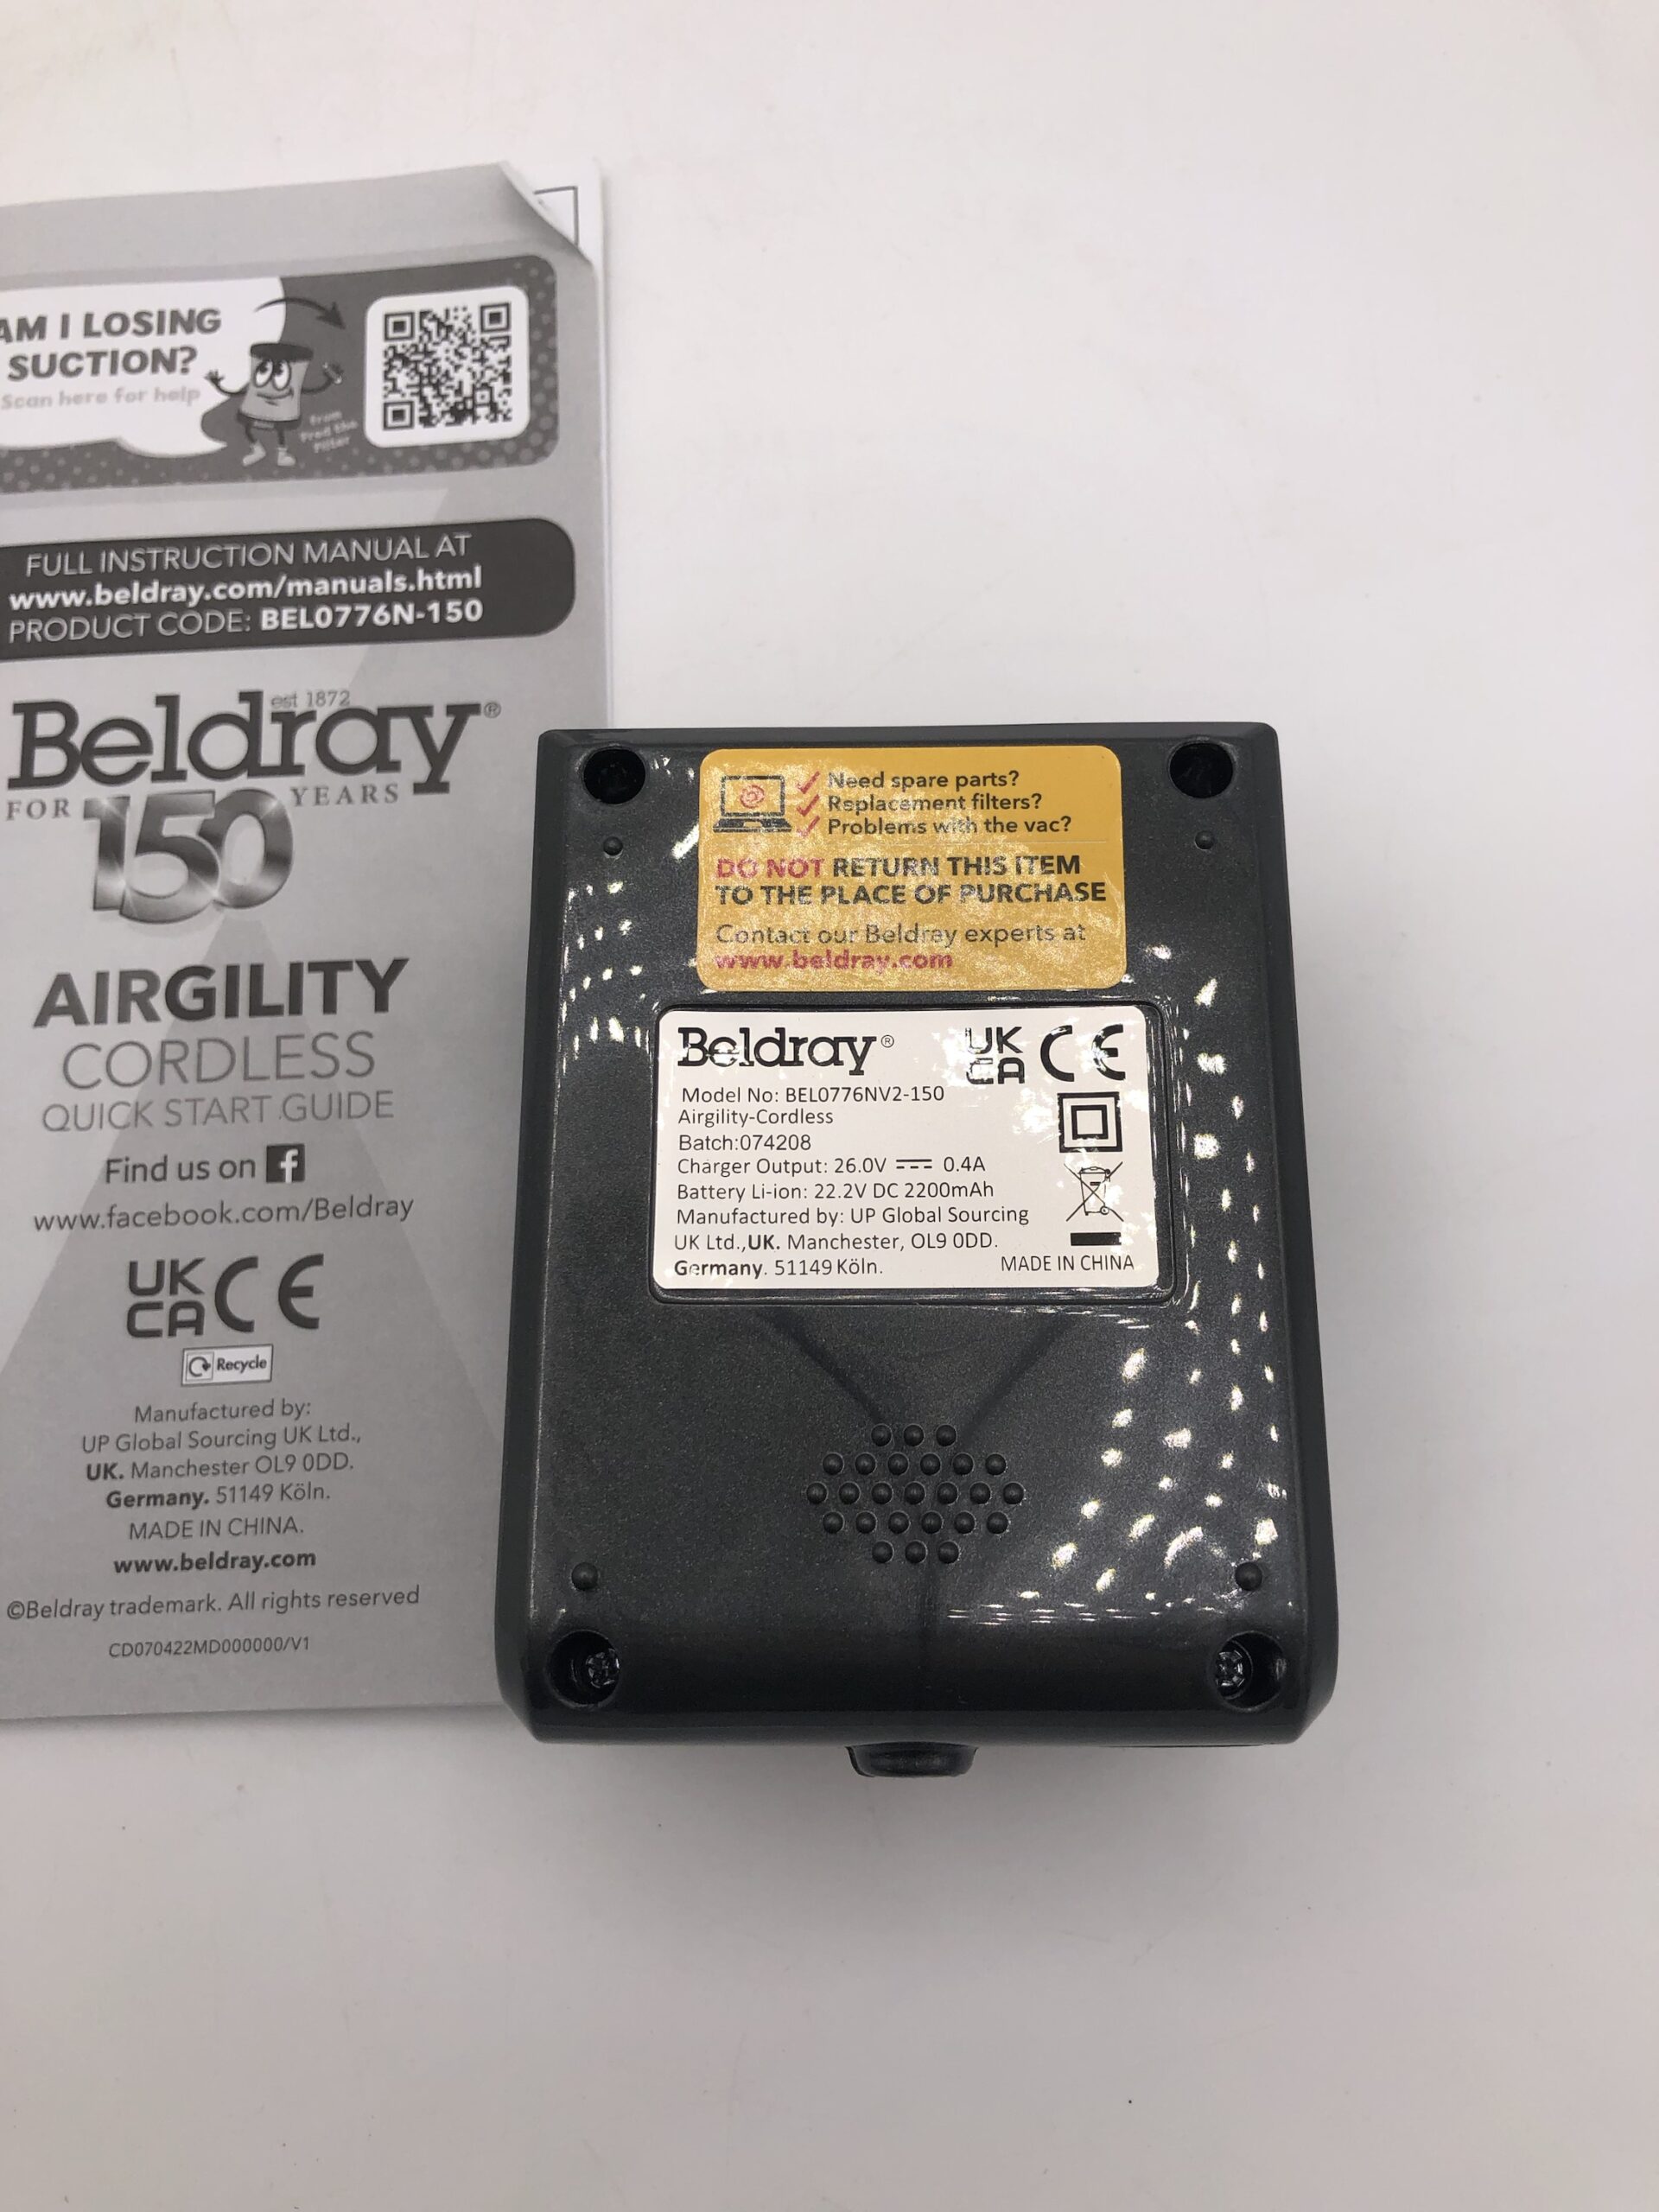 AM I LOSING
SUCTION?
Scan here for help
From
Fred the
Filter
FULL INSTRUCTION MANUAL AT
www.beldray.com/manuals.html
PRODUCT CODE: BEL0776N-150
est 1872
Beldray®
FOR 150 YEARS
AIRGILITY
CORDLESS
QUICK START GUIDE
Find us on f
www.facebook.com/Beldray
UK
CA CE
Recycle
Manufactured by:
UP Global Sourcing UK Ltd.,
UK. Manchester OL9 0DD.
Germany. 51149 Köln.
MADE IN CHINA.
www.beldray.com
©Beldray trademark. All rights reserved
CD070422MD000000/V1
Need spare parts?
Replacement filters?
Problems with the vac?
DO NOT RETURN THIS ITEM
TO THE PLACE OF PURCHASE
Contact our Beldray experts at
www.beldray.com
Beldray® UK
CA CE
Model No: BEL0776NV2-150
Airgility-Cordless
Batch:074208
Charger Output: 26.0V 0.4A
Battery Li-ion: 22.2V DC 2200mAh
Manufactured by: UP Global Sourcing
UK Ltd.,UK. Manchester, OL9 0DD.
Germany. 51149 Köln. MADE IN CHINA